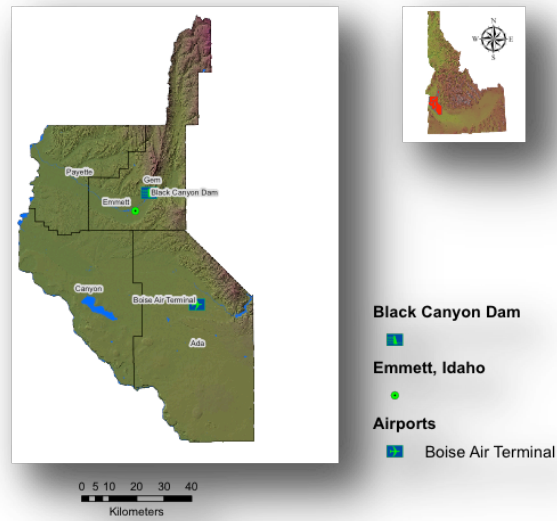 N
W E
S
Payette
Gem
Black Canyon Dam
Emmett
Canyon
Boise Air Terminal
Ada
Black Canyon Dam
Emmett, Idaho
Airports
Boise Air Terminal
0 5 10 20 30 40
Kilometers